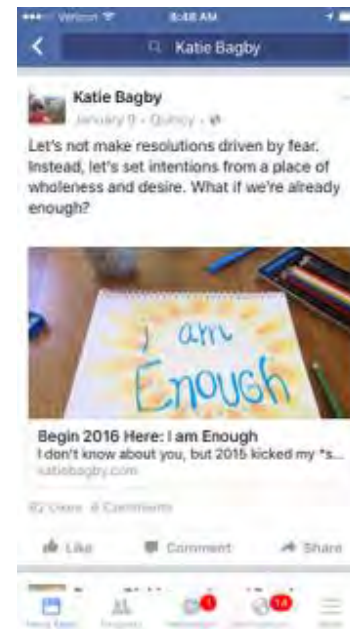 Verizon 8:48 AM
Katie Bagby
Katie Bagby
January 9 · Quincy ·
Let's not make resolutions driven by fear.
Instead, let's set intentions from a place of
wholeness and desire. What if we're already
enough?
i am
Enough
Begin 2016 Here: I am Enough
I don't know about you, but 2015 kicked my *s...
katiebagby.com
Like Comment Share
1 14